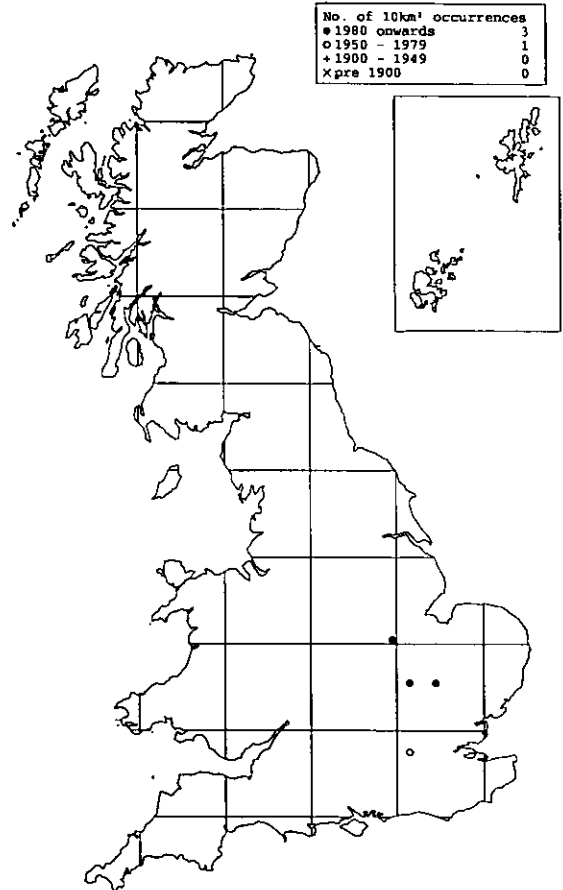 No. of 10km² occurrences
● 1980 onwards 3
○ 1950 - 1979 1
+ 1900 - 1949 0
× pre 1900 0